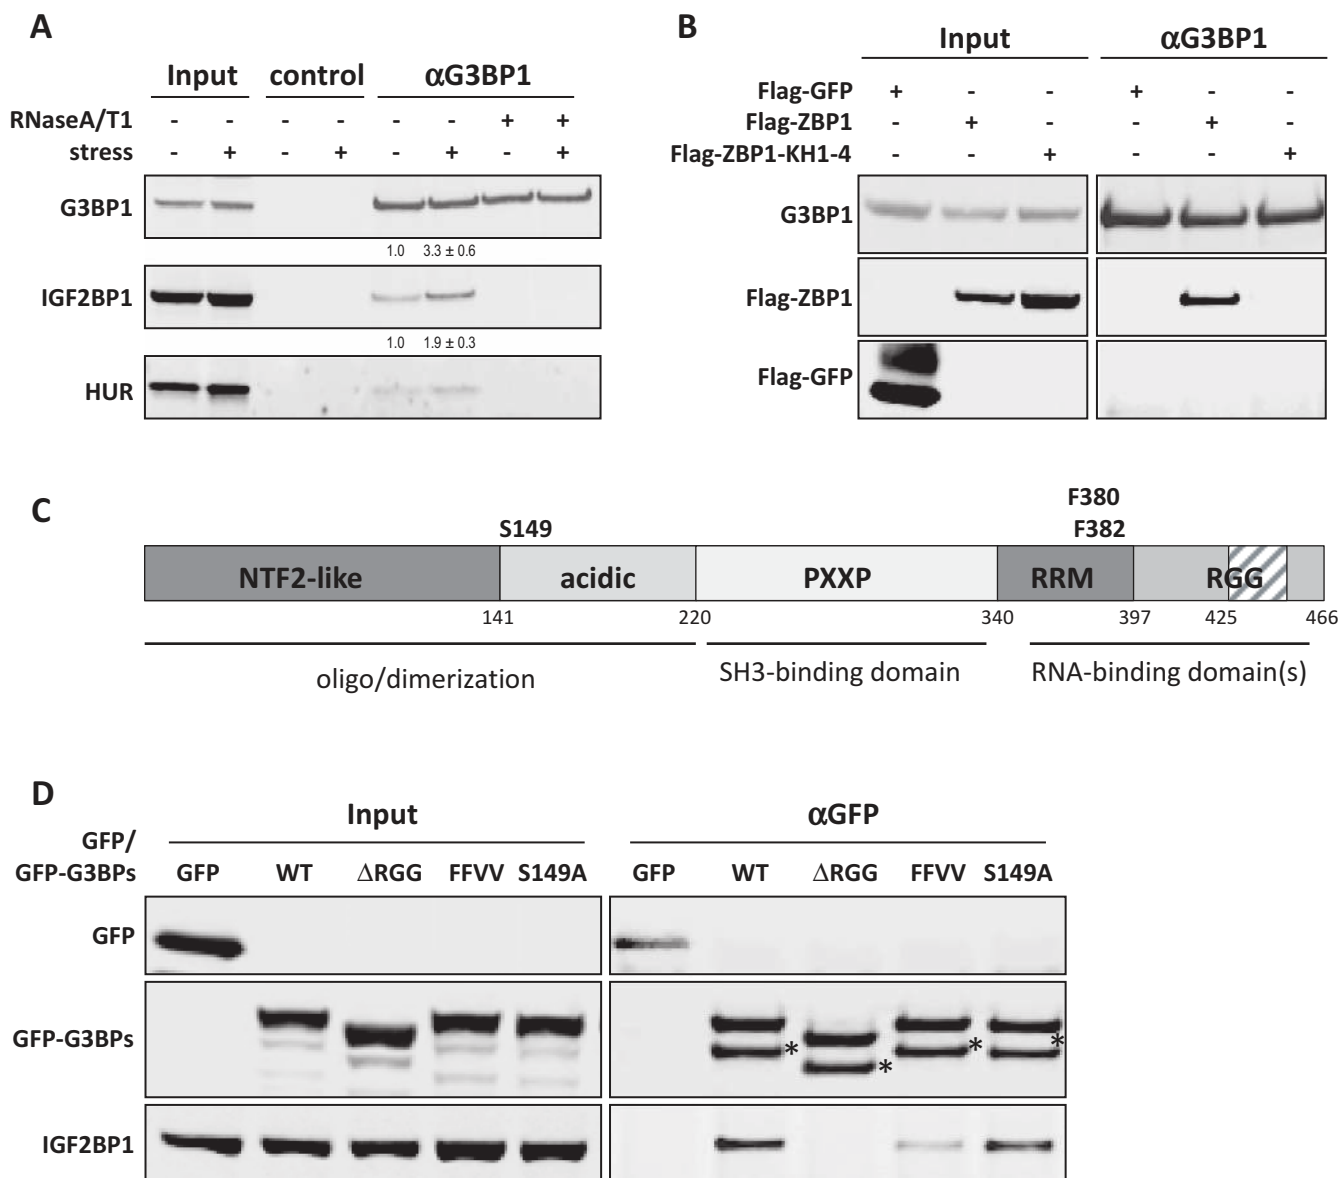 A
Input control αG3BP1
RNaseA/T1 - - - - - - + +
stress - + - + - + - +
G3BP1
1.0 3.3 ± 0.6
IGF2BP1
1.0 1.9 ± 0.3
HUR
B
Input αG3BP1
Flag-GFP + - - + - -
Flag-ZBP1 - + - - + -
Flag-ZBP1-KH1-4 - - + - - +
G3BP1
Flag-ZBP1
Flag-GFP
C
F380
S149 F382
NTF2-like acidic PXXP RRM RGG
141 220 340 397 425 466
oligo/dimerization SH3-binding domain RNA-binding domain(s)
D
Input αGFP
GFP/
GFP-G3BPs GFP WT ΔRGG FFVV S149A GFP WT ΔRGG FFVV S149A
GFP
GFP-G3BPs * * * *
IGF2BP1